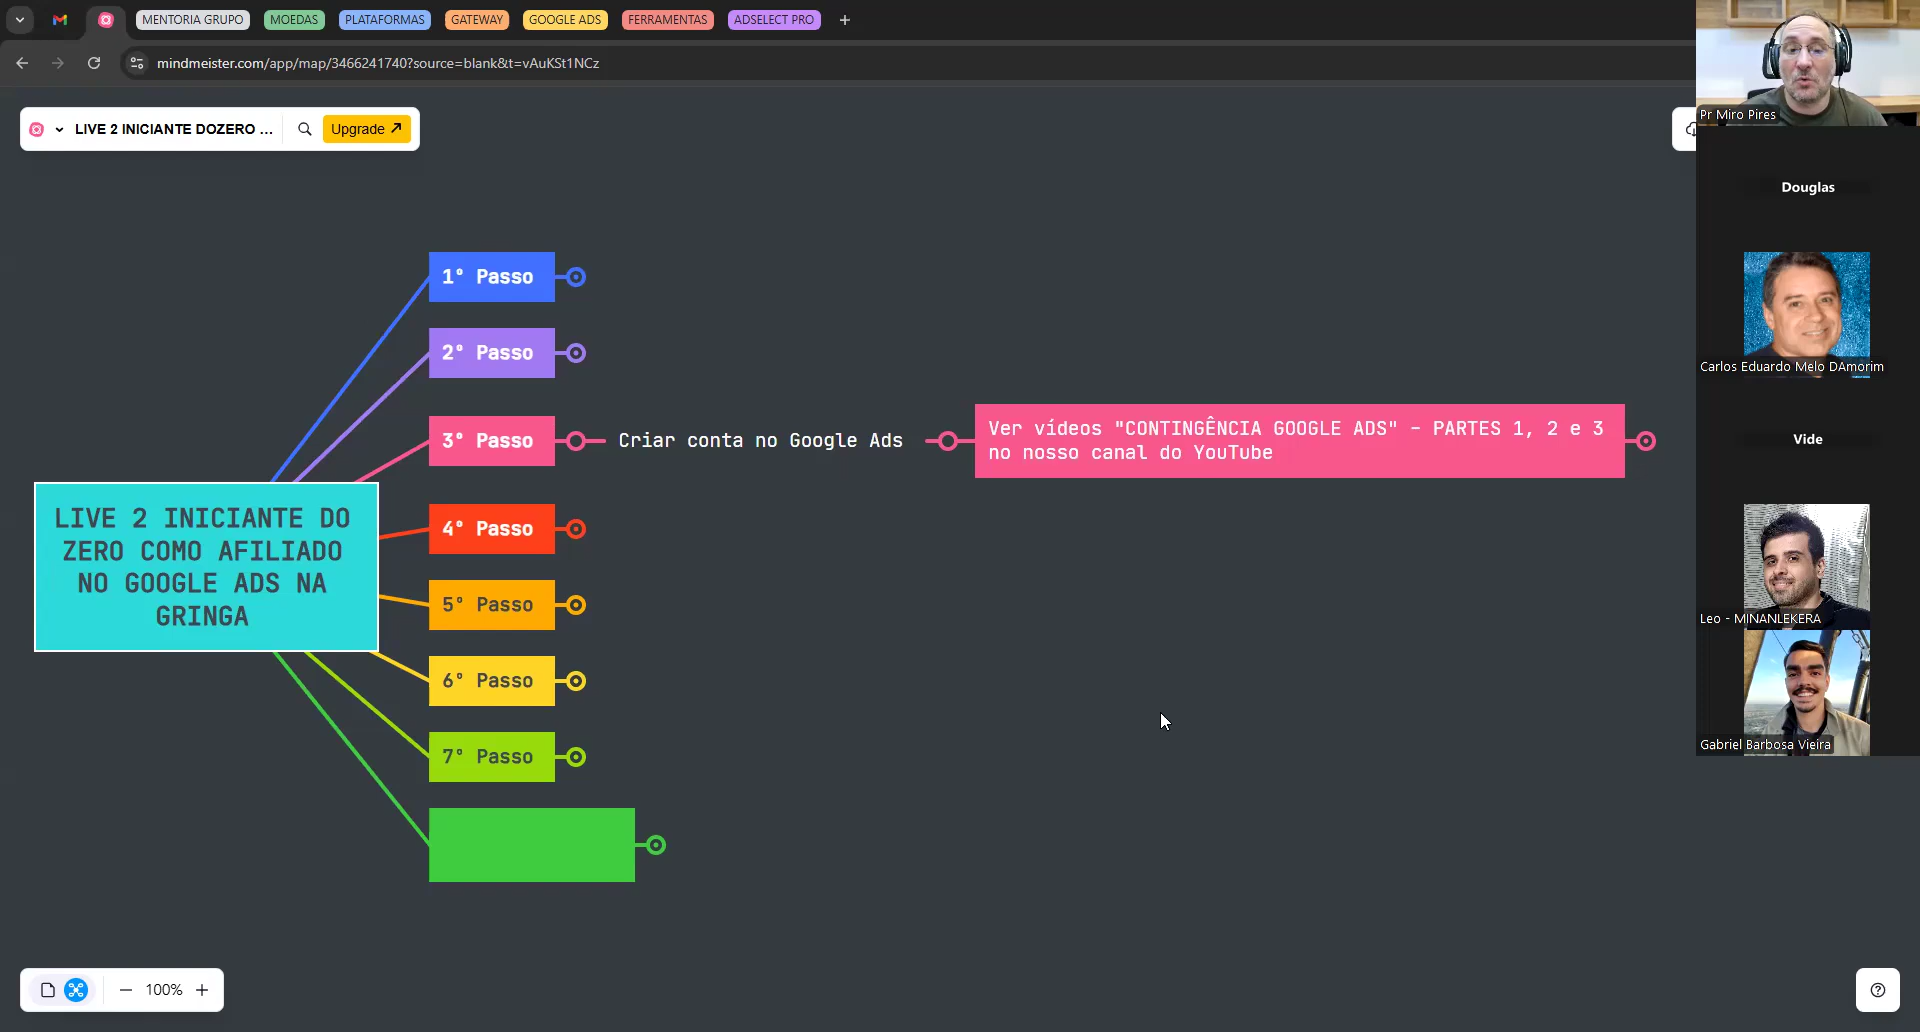 MENTORIA GRUPO
MOEDAS
PLATAFORMAS
GATEWAY
GOOGLE ADS
FERRAMENTAS
ADSELECT PRO
mindmeister.com/app/map/3466241740?source=blank&t=vAuKSt1NCz
LIVE 2 INICIANTE DOZERO ...
Upgrade
1° Passo
2° Passo
3° Passo
Criar conta no Google Ads
Ver vídeos "CONTINGÊNCIA GOOGLE ADS" - PARTES 1, 2 e 3
no nosso canal do YouTube
4° Passo
5° Passo
6° Passo
7° Passo
LIVE 2 INICIANTE DO
ZERO COMO AFILIADO
NO GOOGLE ADS NA
GRINGA
100%
Pr Miro Pires
Douglas
Carlos Eduardo Melo DAmorim
Vide
Leo - MINANLEKERA
Gabriel Barbosa Vieira